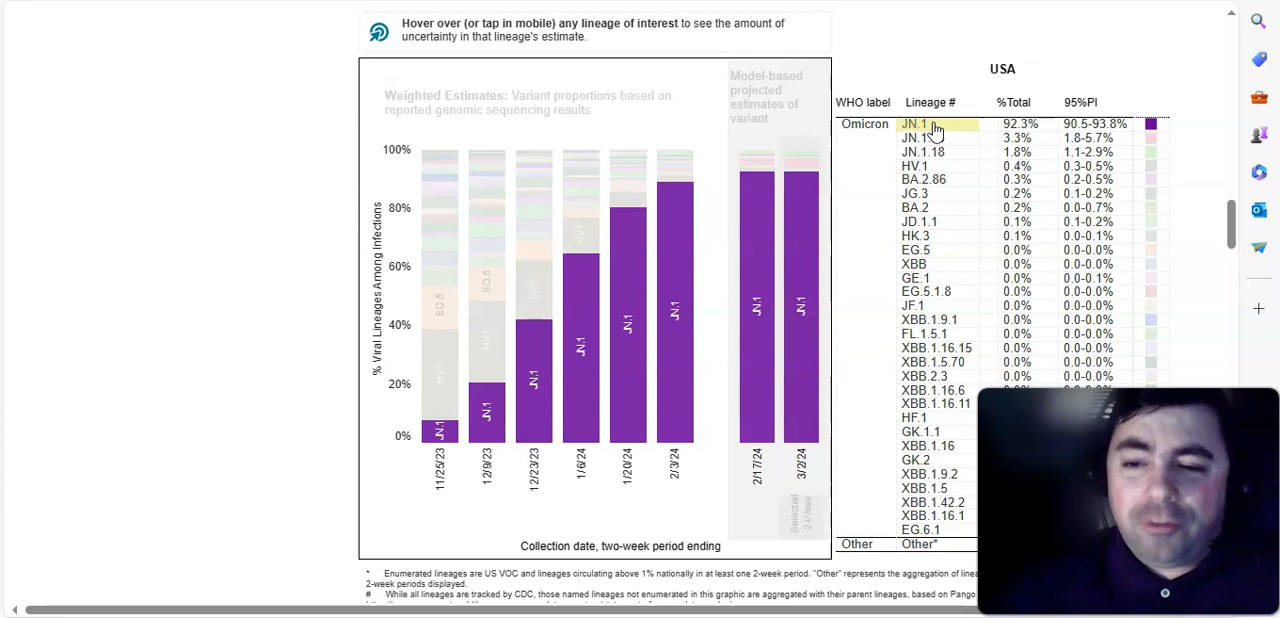 Hover over (or tap in mobile) any lineage of interest to see the amount of
uncertainty in that lineage's estimate.
Weighted Estimates: Variant proportions based on
reported genomic sequencing results
Model-based
projected
estimates of
variant
% Viral Lineages Among Infections
100%
80%
60%
40%
20%
0%
EG.5
HV.1
JN.1
EG.5
HV.1
JN.1
HV.1
JN.1
HV.1
JN.1
JN.1
JN.1
JN.1
JN.1
11/25/23
12/9/23
12/23/23
1/6/24
1/20/24
2/3/24
2/17/24
3/2/24
Selected
2-Week
Collection date, two-week period ending
USA
WHO label Lineage # %Total 95%PI
Omicron JN.1 92.3% 90.5-93.8%
3.3% 1.8-5.7%
JN.1.18 1.8% 1.1-2.9%
HV.1 0.4% 0.3-0.5%
BA.2.86 0.3% 0.2-0.5%
JG.3 0.2% 0.1-0.2%
BA.2 0.2% 0.0-0.7%
JD.1.1 0.1% 0.1-0.2%
HK.3 0.1% 0.0-0.1%
EG.5 0.0% 0.0-0.0%
XBB 0.0% 0.0-0.0%
GE.1 0.0% 0.0-0.1%
EG.5.1.8 0.0% 0.0-0.0%
JF.1 0.0% 0.0-0.0%
XBB.1.9.1 0.0% 0.0-0.0%
FL.1.5.1 0.0% 0.0-0.0%
XBB.1.16.15 0.0% 0.0-0.0%
XBB.1.5.70 0.0% 0.0-0.0%
XBB.2.3 0.0% 0.0-0.0%
XBB.1.16.6
XBB.1.16.11
HF.1
GK.1.1
XBB.1.16
GK.2
XBB.1.9.2
XBB.1.5
XBB.1.42.2
XBB.1.16.1
EG.6.1
Other Other*
* Enumerated lineages are US VOC and lineages circulating above 1% nationally in at least one 2-week period. "Other" represents the aggregation of
2-week periods displayed.
# While all lineages are tracked by CDC, those named lineages not enumerated in this graphic are aggregated with their parent lineages, based on Pango